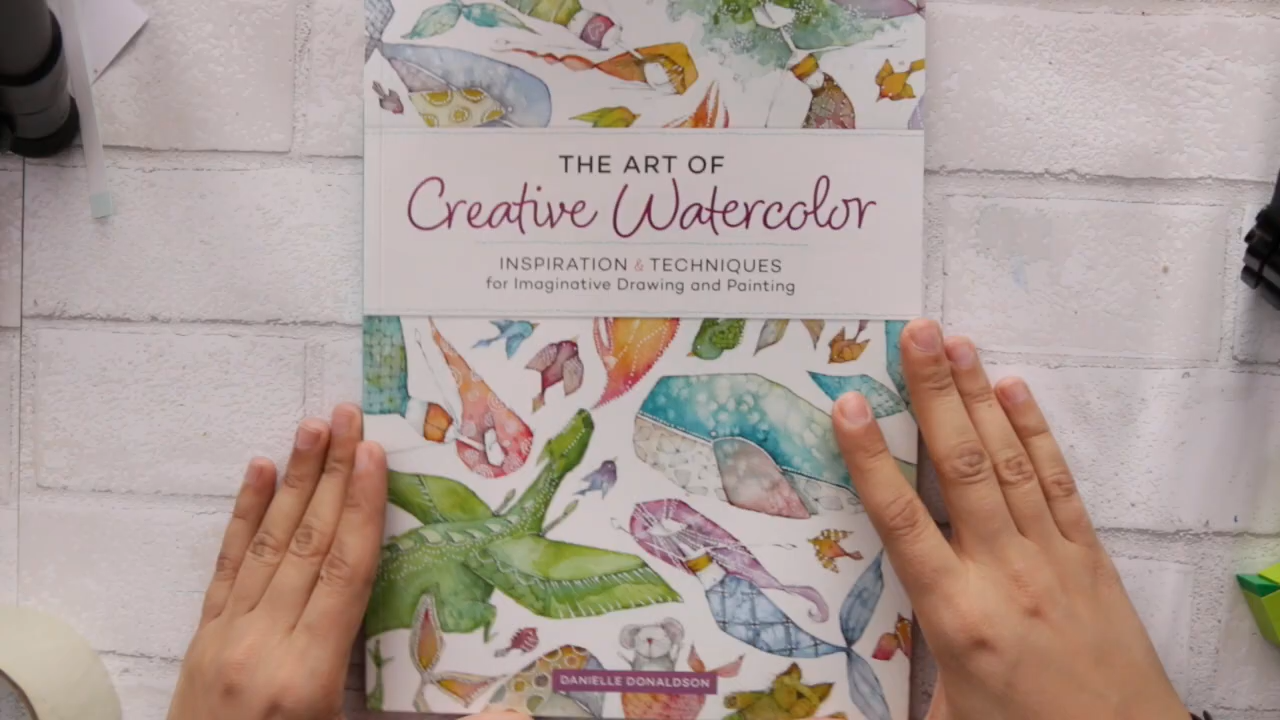 THE ART OF
Creative Watercolor
INSPIRATION & TECHNIQUES
for Imaginative Drawing and Painting
DANIELLE DONALDSON